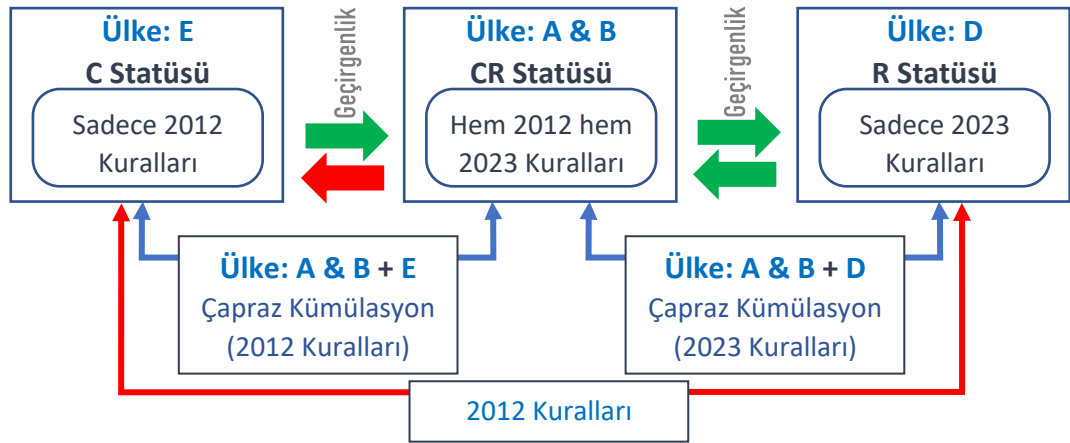 Ülke: E
C Statüsü
Sadece 2012
Kuralları
Geçirgenlik
Ülke: A & B
CR Statüsü
Hem 2012 hem
2023 Kuralları
Geçirgenlik
Ülke: D
R Statüsü
Sadece 2023
Kuralları
Ülke: A & B + E
Çapraz Kümülasyon
(2012 Kuralları)
Ülke: A & B + D
Çapraz Kümülasyon
(2023 Kuralları)
2012 Kuralları